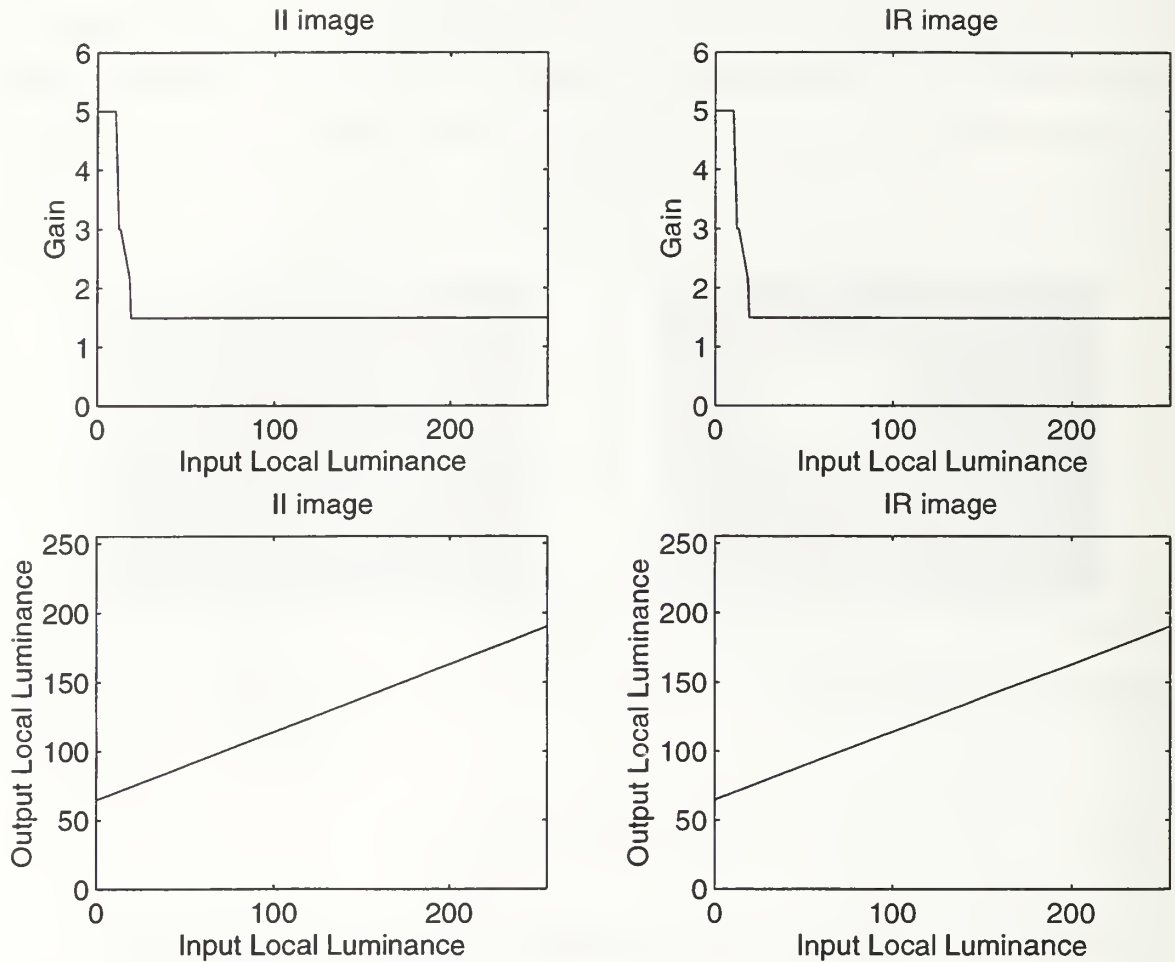 II image
6
5
4
3
2
1
0
Gain
0 100 200
Input Local Luminance
IR image
6
5
4
3
2
1
0
Gain
0 100 200
Input Local Luminance
II image
250
200
150
100
50
0
Output Local Luminance
0 100 200
Input Local Luminance
IR image
250
200
150
100
50
0
Output Local Luminance
0 100 200
Input Local Luminance